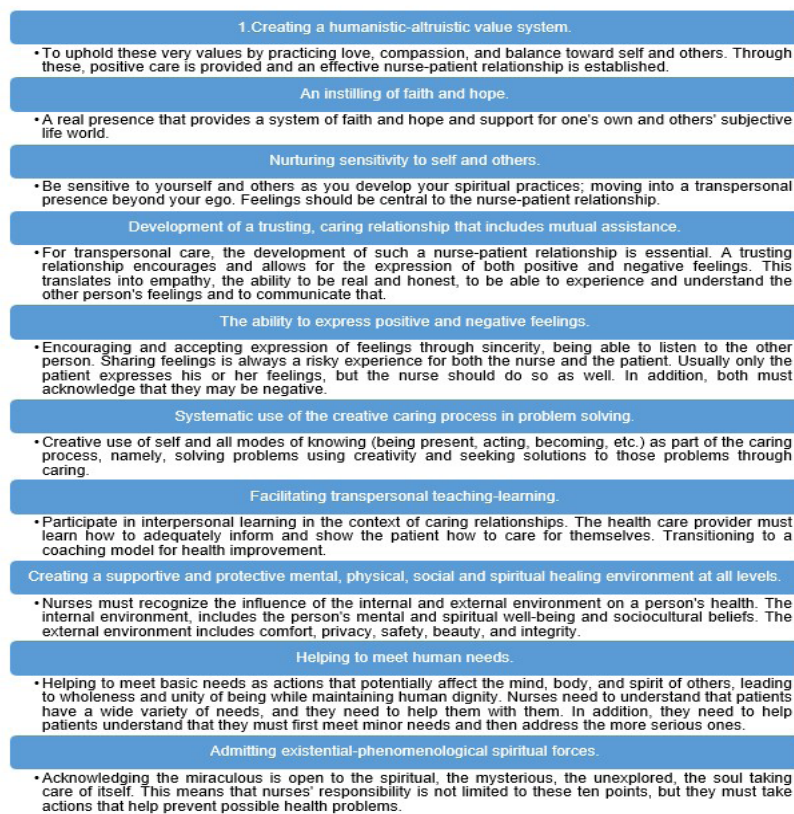 1.Creating a humanistic-altruistic value system.
• To uphold these very values by practicing love, compassion, and balance toward self and others. Through
these, positive care is provided and an effective nurse-patient relationship is established.
An instilling of faith and hope.
• A real presence that provides a system of faith and hope and support for one's own and others' subjective
life world.
Nurturing sensitivity to self and others.
• Be sensitive to yourself and others as you develop your spiritual practices; moving into a transpersonal
presence beyond your ego. Feelings should be central to the nurse-patient relationship.
Development of a trusting, caring relationship that includes mutual assistance.
• For transpersonal care, the development of such a nurse-patient relationship is essential. A trusting
relationship encourages and allows for the expression of both positive and negative feelings. This
translates into empathy, the ability to be real and honest, to be able to experience and understand the
other person's feelings and to communicate that.
The ability to express positive and negative feelings.
• Encouraging and accepting expression of feelings through sincerity, being able to listen to the other
person. Sharing feelings is always a risky experience for both the nurse and the patient. Usually only the
patient expresses his or her feelings, but the nurse should do so as well. In addition, both must
acknowledge that they may be negative.
Systematic use of the creative caring process in problem solving.
• Creative use of self and all modes of knowing (being present, acting, becoming, etc.) as part of the caring
process, namely, solving problems using creativity and seeking solutions to those problems through
caring.
Facilitating transpersonal teaching-learning.
• Participate in interpersonal learning in the context of caring relationships. The health care provider must
learn how to adequately inform and show the patient how to care for themselves. Transitioning to a
coaching model for health improvement.
Creating a supportive and protective mental, physical, social and spiritual healing environment at all levels.
• Nurses must recognize the influence of the internal and external environment on a person's health. The
internal environment, includes the person's mental and spiritual well-being and sociocultural beliefs. The
external environment includes comfort, privacy, safety, beauty, and integrity.
Helping to meet human needs.
• Helping to meet basic needs as actions that potentially affect the mind, body, and spirit of others, leading
to wholeness and unity of being while maintaining human dignity. Nurses need to understand that patients
have a wide variety of needs, and they need to help them with them. In addition, they need to help
patients understand that they must first meet minor needs and then address the more serious ones.
Admitting existential-phenomenological spiritual forces.
• Acknowledging the miraculous is open to the spiritual, the mysterious, the unexplored, the soul taking
care of itself. This means that nurses' responsibility is not limited to these ten points, but they must take
actions that help prevent possible health problems.